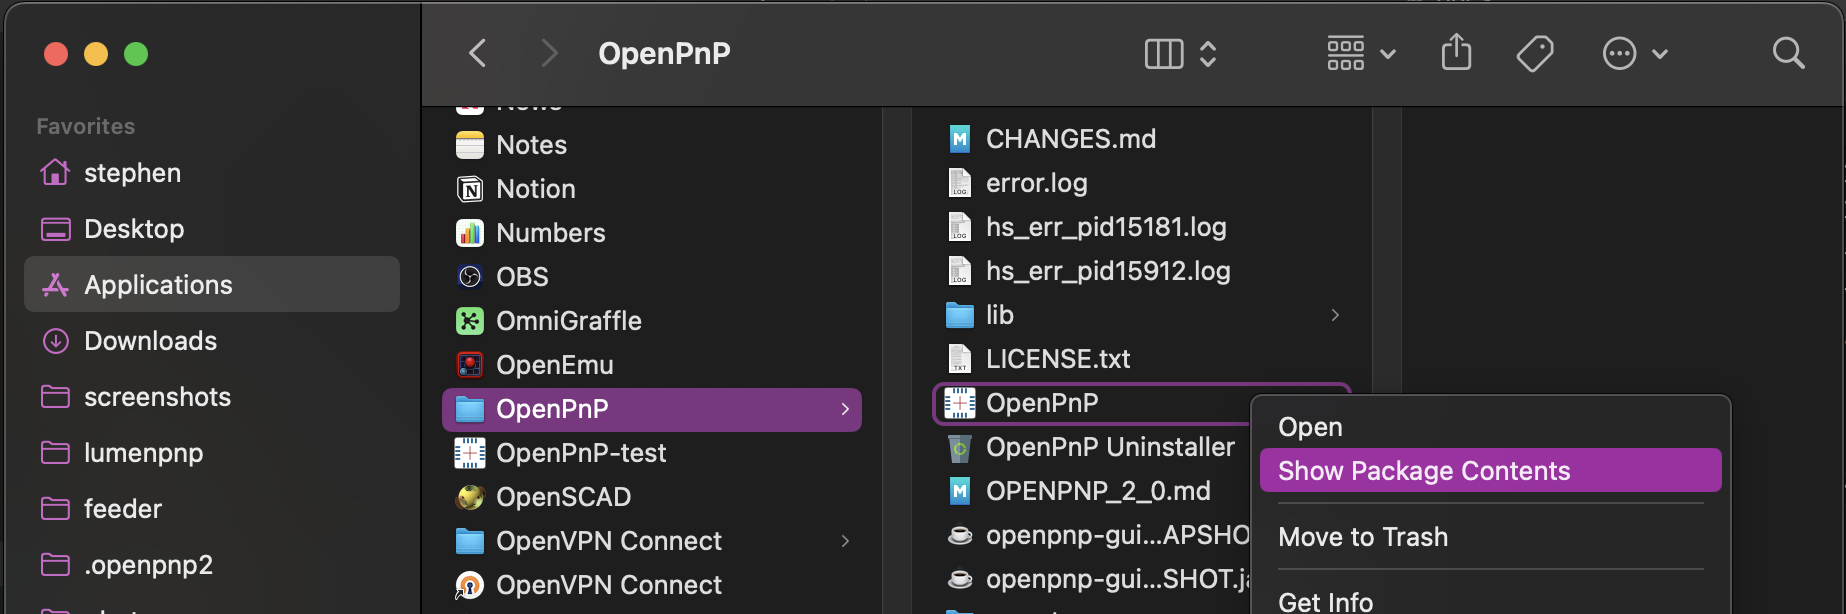 OpenPnP
Favorites
stephen
Desktop
Applications
Downloads
screenshots
lumenpnp
feeder
.openpnp2
News
Notes
Notion
Numbers
OBS
OmniGraffle
OpenEmu
OpenPnP
OpenPnP-test
OpenSCAD
OpenVPN Connect
OpenVPN Connect
CHANGES.md
error.log
hs_err_pid15181.log
hs_err_pid15912.log
lib
LICENSE.txt
OpenPnP
OpenPnP Uninstaller
OPENPNP_2_0.md
openpnp-gui...APSHO
openpnp-gui...SHOT.ja
Open
Show Package Contents
Move to Trash
Get Info